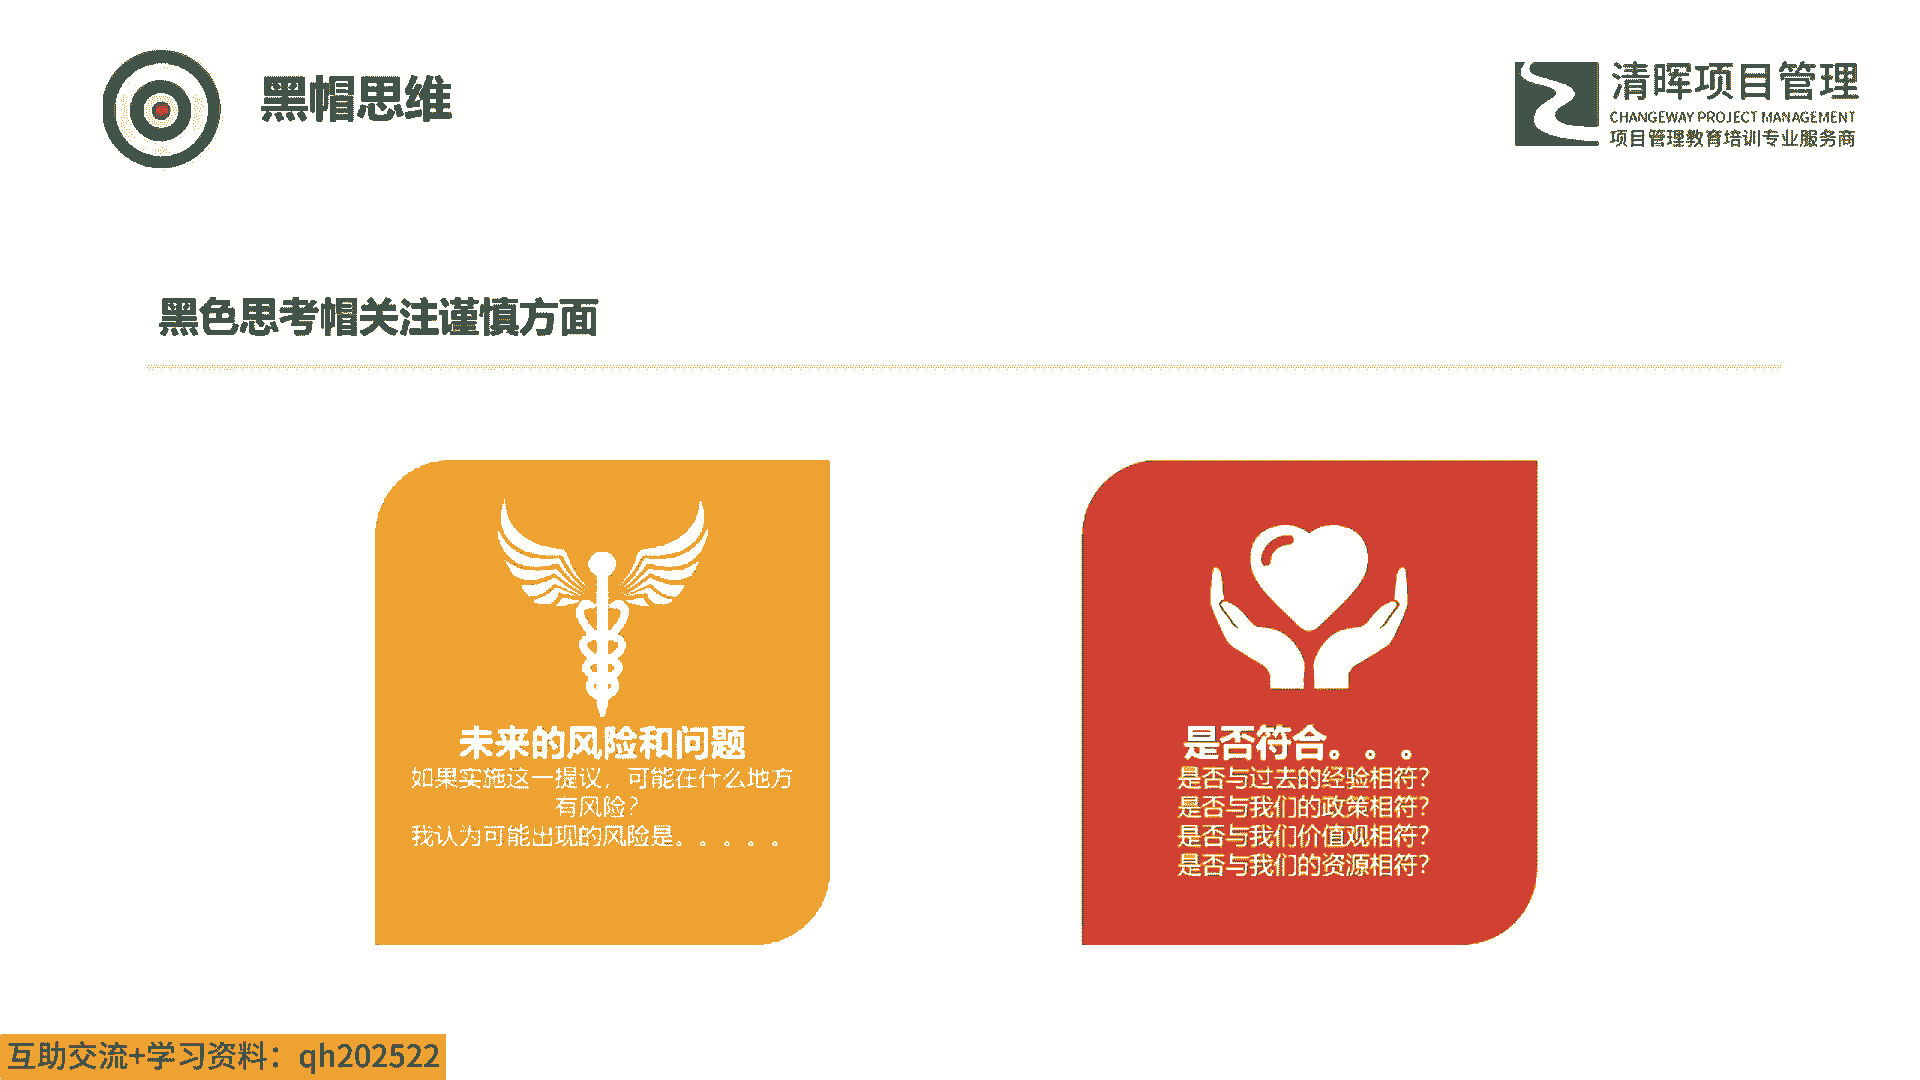 黑帽思维
清晖项目管理
CHANGEWAY PROJECT MANAGEMENT
项目管理教育培训专业服务商
黑色思考帽关注谨慎方面
未来的风险和问题
如果实施这一提议，可能在什么地方
有风险？
我认为可能出现的风险是。。。。。
是否符合。。。
是否与过去的经验相符？
是否与我们的政策相符？
是否与我们价值观相符？
是否与我们的资源相符？
互助交流+学习资料：qh202522